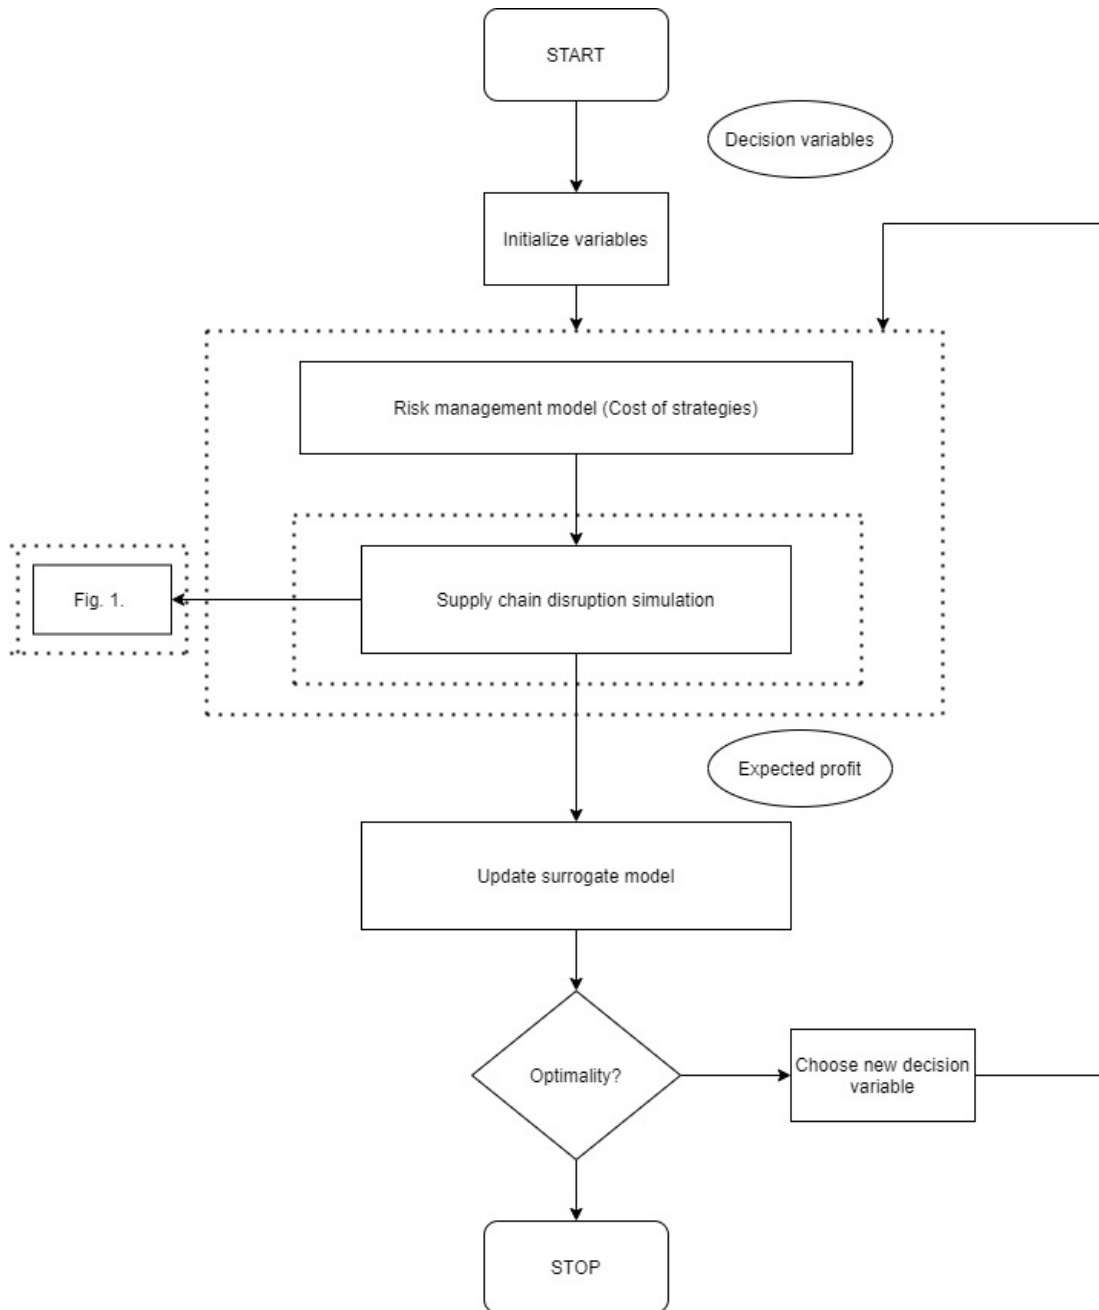 START
Decision variables
Initialize variables
Risk management model (Cost of strategies)
Supply chain disruption simulation
Fig. 1.
Expected profit
Update surrogate model
Optimality?
Choose new decision
variable
STOP